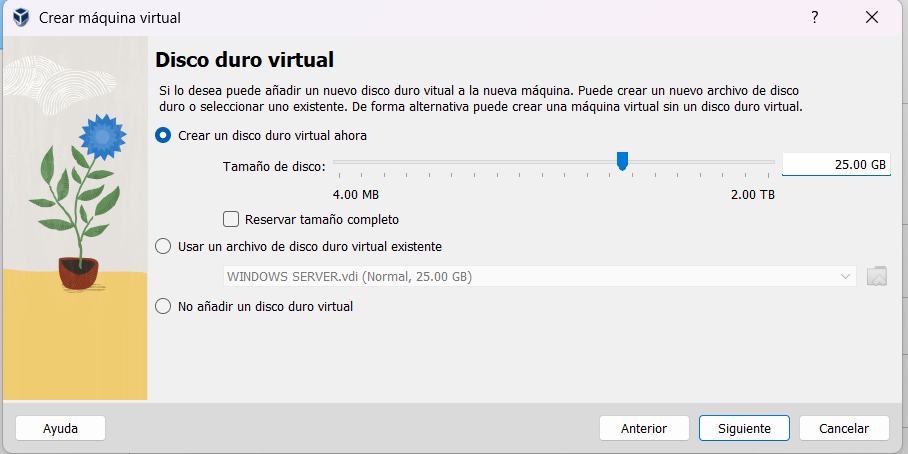 Crear máquina virtual
?
Disco duro virtual
Si lo desea puede añadir un nuevo disco duro vitual a la nueva máquina. Puede crear un nuevo archivo de disco
duro o seleccionar uno existente. De forma alternativa puede crear una máquina virtual sin un disco duro virtual.
Crear un disco duro virtual ahora
Tamaño de disco:
25.00 GB
4.00 MB
2.00 TB
Reservar tamaño completo
Usar un archivo de disco duro virtual existente
WINDOWS SERVER.vdi (Normal, 25.00 GB)
No añadir un disco duro virtual
Ayuda
Anterior
Siguiente
Cancelar